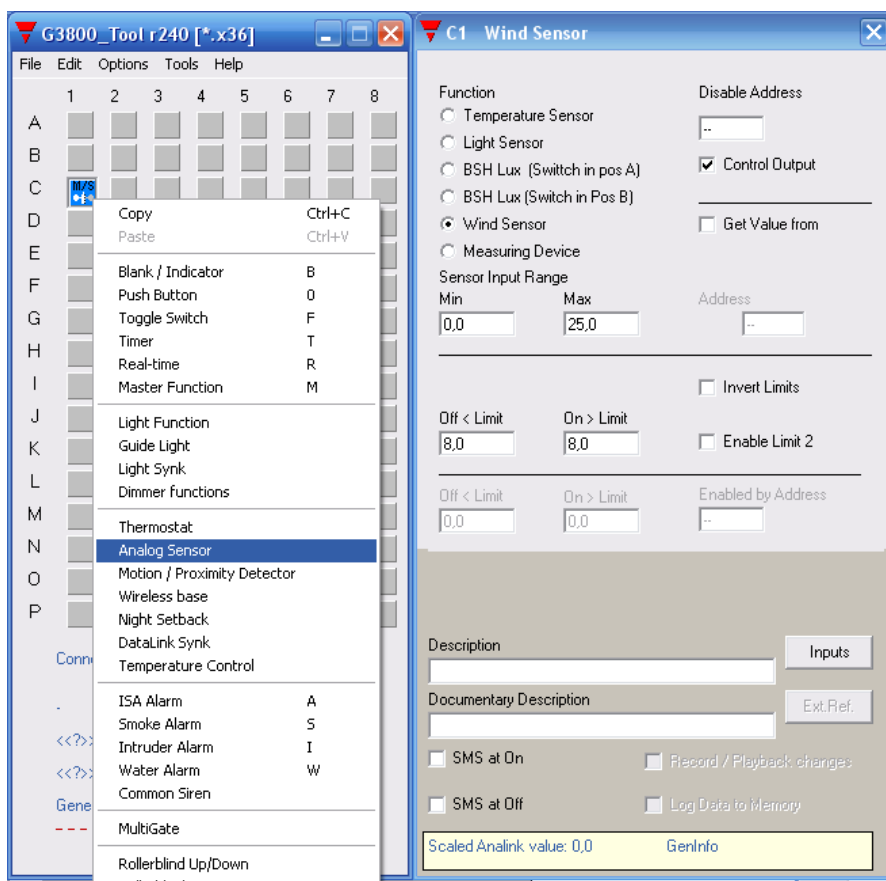 G3800_Tool r240 [*.x36]
File Edit Options Tools Help
1 2 3 4 5 6 7 8
A
B
C M/S
D
E
F
G
H
I
J
K
L
M
N
O
P
Conn
-
<<?>>
<<?>>
Gene
---
Copy Ctrl+C
Paste Ctrl+V
Blank / Indicator B
Push Button O
Toggle Switch F
Timer T
Real-time R
Master Function M
Light Function
Guide Light
Light Synk
Dimmer functions
Thermostat
Analog Sensor
Motion / Proximity Detector
Wireless base
Night Setback
DataLink Synk
Temperature Control
ISA Alarm A
Smoke Alarm S
Intruder Alarm I
Water Alarm W
Common Siren
MultiGate
Rollerblind Up/Down
C1 Wind Sensor
Function
Temperature Sensor
Light Sensor
BSH Lux (Swittch in pos A)
BSH Lux (Switch in Pos B)
Wind Sensor
Measuring Device
Disable Address
--
Control Output
Get Value from
Sensor Input Range
Min Max Address
0,0 25,0 --
Invert Limits
Off < Limit On > Limit
8,0 8,0 Enable Limit 2
Off < Limit On > Limit Enabled by Address
0,0 0,0 --
Description
Inputs
Documentary Description
Ext.Ref.
SMS at On Record / Playback changes
SMS at Off Log Data to Memory
Scaled Analink value: 0,0 GenInfo